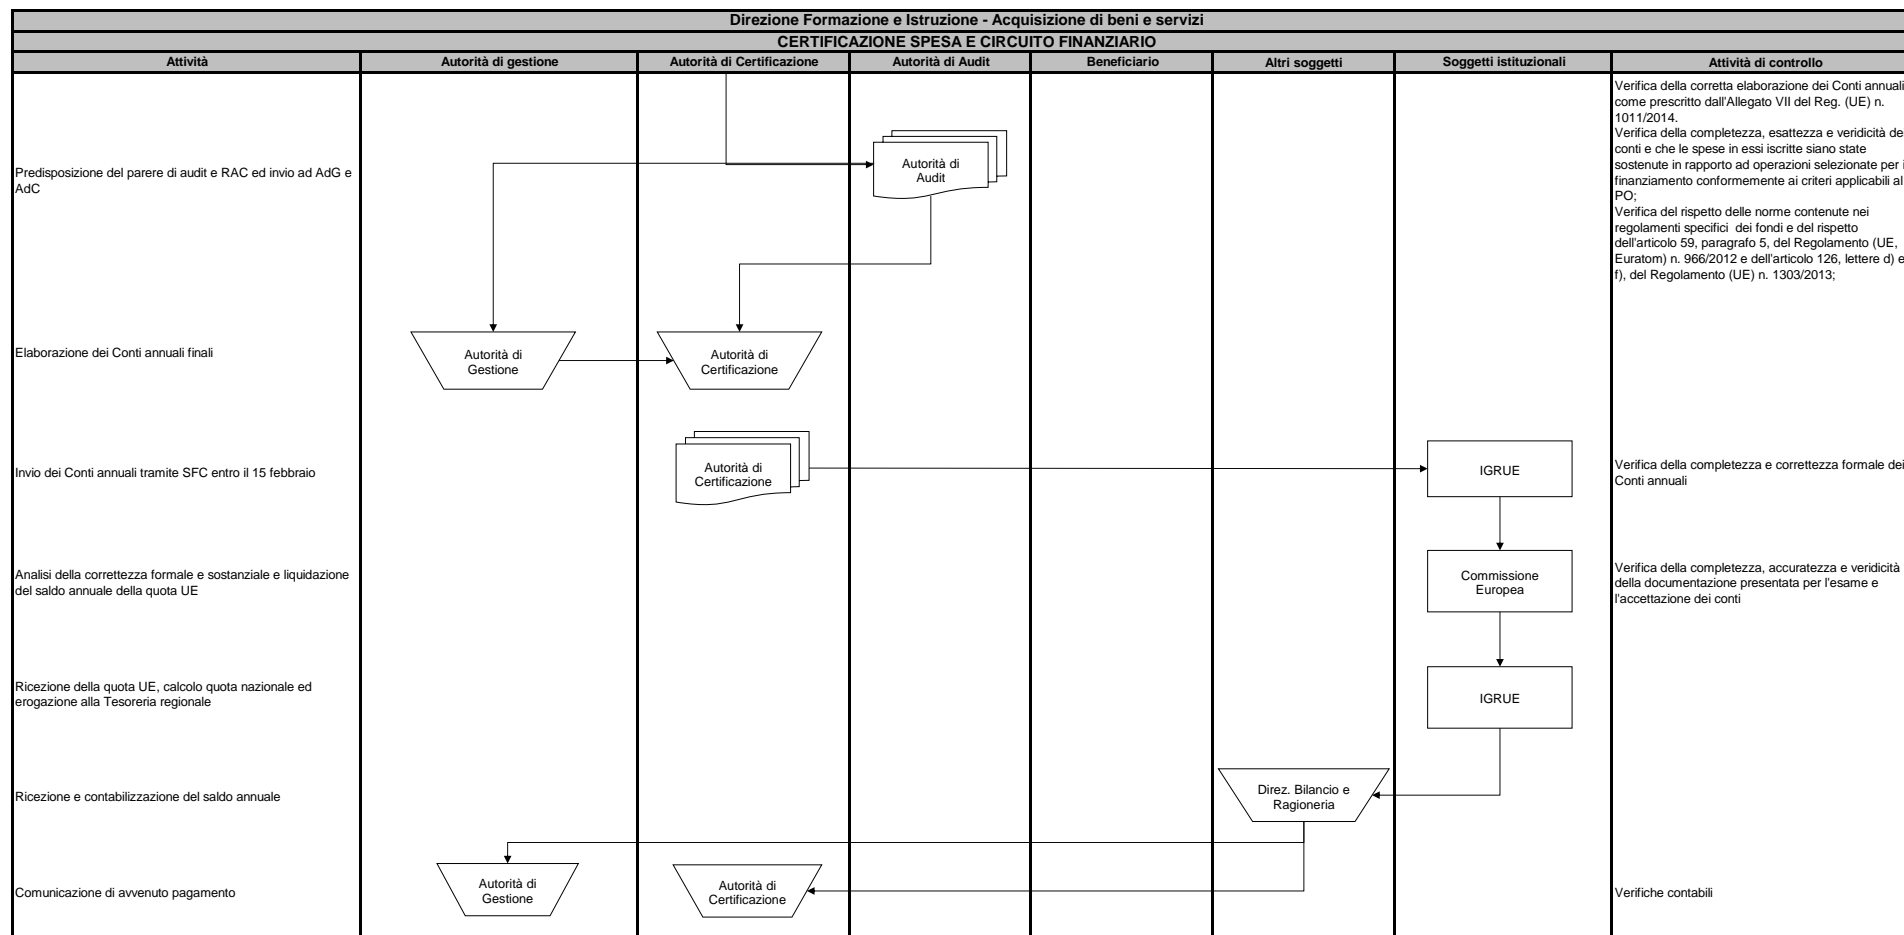 Direzione Formazione e Istruzione - Acquisizione di beni e servizi
CERTIFICAZIONE SPESA E CIRCUITO FINANZIARIO
Attività
Autorità di gestione
Autorità di Certificazione
Autorità di Audit
Beneficiario
Altri soggetti
Soggetti istituzionali
Attività di controllo
Predisposizione del parere di audit e RAC ed invio ad AdG e
AdC
Autorità di
Audit
Verifica della corretta elaborazione dei Conti annuali
come prescritto dall'Allegato VII del Reg. (UE) n.
1011/2014.
Verifica della completezza, esattezza e veridicità de
conti e che le spese in essi iscritte siano state
sostenute in rapporto ad operazioni selezionate per i
finanziamento conformemente ai criteri applicabili al
PO;
Verifica del rispetto delle norme contenute nei
regolamenti specifici dei fondi e del rispetto
dell'articolo 59, paragrafo 5, del Regolamento (UE,
Euratom) n. 966/2012 e dell'articolo 126, lettere d) e
f), del Regolamento (UE) n. 1303/2013;
Elaborazione dei Conti annuali finali
Autorità di
Gestione
Autorità di
Certificazione
Invio dei Conti annuali tramite SFC entro il 15 febbraio
Autorità di
Certificazione
IGRUE
Verifica della completezza e correttezza formale dei
Conti annuali
Analisi della correttezza formale e sostanziale e liquidazione
del saldo annuale della quota UE
Commissione
Europea
Verifica della completezza, accuratezza e veridicità
della documentazione presentata per l'esame e
l'accettazione dei conti
Ricezione della quota UE, calcolo quota nazionale ed
erogazione alla Tesoreria regionale
IGRUE
Ricezione e contabilizzazione del saldo annuale
Direz. Bilancio e
Ragioneria
Comunicazione di avvenuto pagamento
Autorità di
Gestione
Autorità di
Certificazione
Verifiche contabili